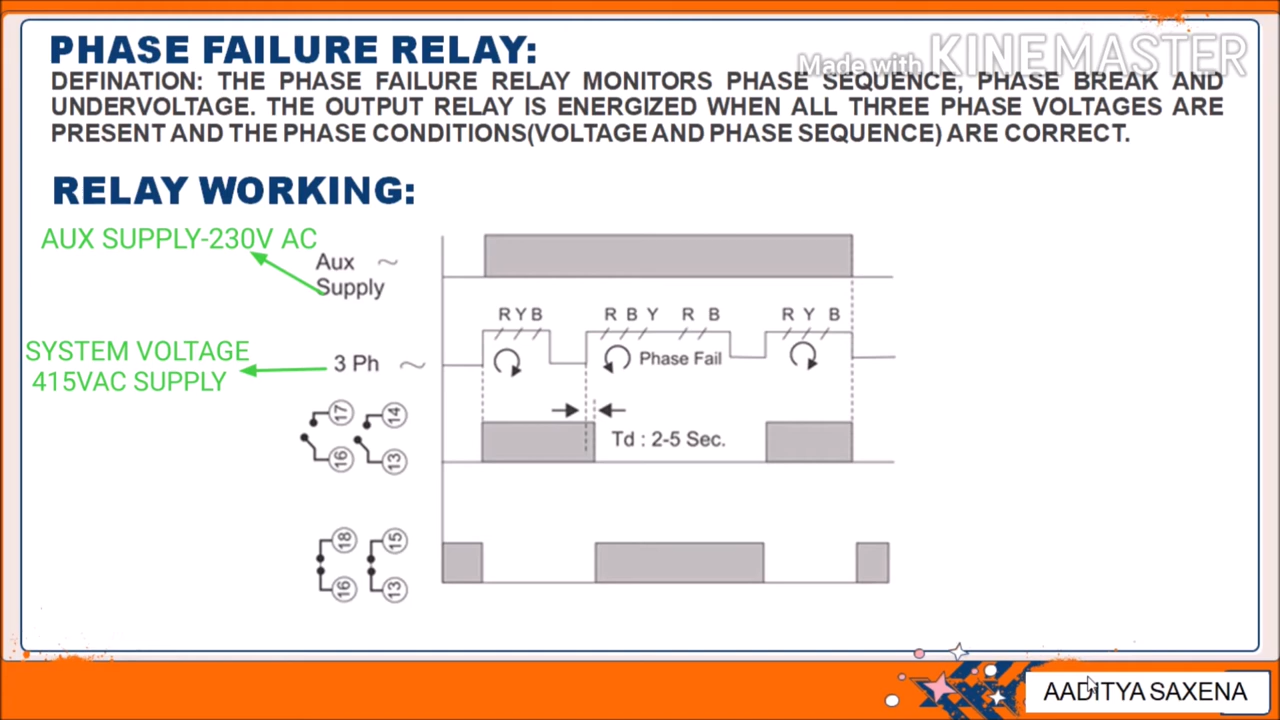 PHASE FAILURE RELAY:
Made with KINEMASTER
DEFINATION: THE PHASE FAILURE RELAY MONITORS PHASE SEQUENCE, PHASE BREAK AND
UNDERVOLTAGE. THE OUTPUT RELAY IS ENERGIZED WHEN ALL THREE PHASE VOLTAGES ARE
PRESENT AND THE PHASE CONDITIONS(VOLTAGE AND PHASE SEQUENCE) ARE CORRECT.
RELAY WORKING:
AUX SUPPLY-230V AC
Aux ~
Supply
R Y B R B Y R B R Y B
SYSTEM VOLTAGE
415VAC SUPPLY
3 Ph ~
Phase Fail
17 14
Td : 2-5 Sec.
16 13
18 15
16 13
AADITYA SAXENA